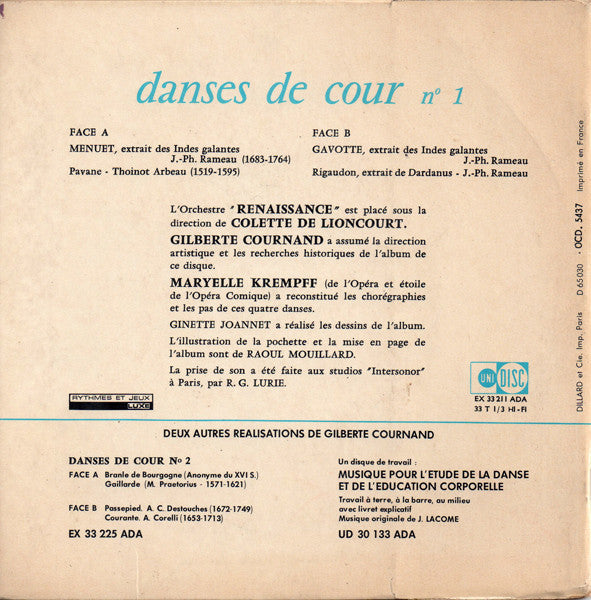 danses de cour nº 1
FACE A
MENUET, extrait des Indes galantes
J.-Ph. Rameau (1683-1764)
Pavane - Thoinot Arbeau (1519-1595)
FACE B
GAVOTTE, extrait des Indes galantes
J.-Ph. Rameau
Rigaudon, extrait de Dardanus - J.-Ph. Rameau
L'Orchestre "RENAISSANCE" est placé sous la
direction de COLETTE DE LIONCOURT.
GILBERTE COURNAND a assumé la direction
artistique et les recherches historiques de l'album de
ce disque.
MARYELLE KREMPFF (de l'Opéra et étoile
de l'Opéra Comique) a reconstitué les chorégraphies
et les pas de ces quatre danses.
GINETTE JOANNET a réalisé les dessins de l'album.
L'illustration de la pochette et la mise en page de
l'album sont de RAOUL MOUILLARD.
La prise de son a été faite aux studios "Intersonor"
à Paris, par R. G. LURIE.
RYTHMES ET JEUX
LUXE
UNI DISC
EX 33 211 ADA
33 T 1/3 HI-FI
DILLARD et Cie. Imp. Paris D 65030 - OCD. 5437 Imprimé en France
DEUX AUTRES REALISATIONS DE GILBERTE COURNAND
DANSES DE COUR No 2
FACE A Branle de Bourgogne (Anonyme du XVI S.)
Gaillarde (M. Praetorius - 1571-1621)
FACE B Passepied. A. C. Destouches (1672-1749)
Courante. A. Corelli (1653-1713)
EX 33 225 ADA
Un disque de travail :
MUSIQUE POUR L'ETUDE DE LA DANSE
ET DE L'EDUCATION CORPORELLE
Travail à terre, à la barre, au milieu
avec livret explicatif
Musique originale de J. LACOME
UD 30 133 ADA